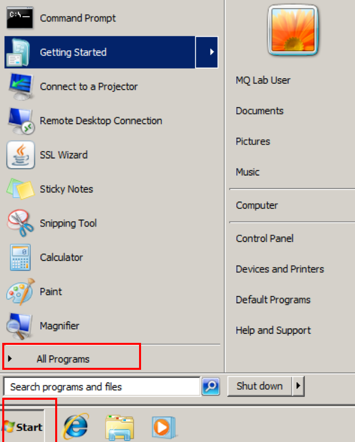 Command Prompt
Getting Started
Connect to a Projector
Remote Desktop Connection
SSL Wizard
Sticky Notes
Snipping Tool
Calculator
Paint
Magnifier
All Programs
Search programs and files
MQ Lab User
Documents
Pictures
Music
Computer
Control Panel
Devices and Printers
Default Programs
Help and Support
Shut down
Start